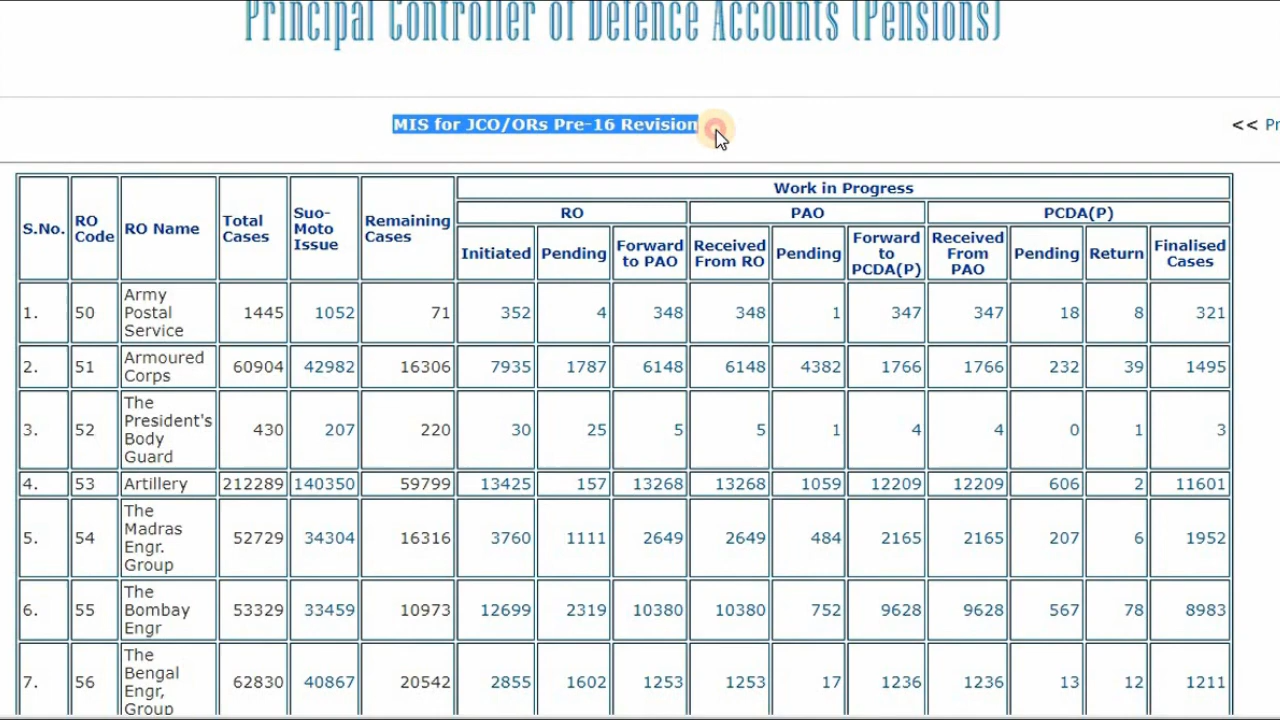 Principal Controller of Defence Accounts (Pensions)
MIS for JCO/ORs Pre-16 Revision
<< Pr
S.No. RO Code RO Name Total Cases Suo-Moto Issue Remaining Cases Work in Progress
RO PAO PCDA(P)
Initiated Pending Forward to PAO Received From RO Pending Forward to PCDA(P) Received From PAO Pending Return Finalised Cases
1. 50 Army Postal Service 1445 1052 71 352 4 348 348 1 347 347 18 8 321
2. 51 Armoured Corps 60904 42982 16306 7935 1787 6148 6148 4382 1766 1766 232 39 1495
3. 52 The President's Body Guard 430 207 220 30 25 5 5 1 4 4 0 1 3
4. 53 Artillery 212289 140350 59799 13425 157 13268 13268 1059 12209 12209 606 2 11601
5. 54 The Madras Engr. Group 52729 34304 16316 3760 1111 2649 2649 484 2165 2165 207 6 1952
6. 55 The Bombay Engr 53329 33459 10973 12699 2319 10380 10380 752 9628 9628 567 78 8983
7. 56 The Bengal Engr, Group 62830 40867 20542 2855 1602 1253 1253 17 1236 1236 13 12 1211